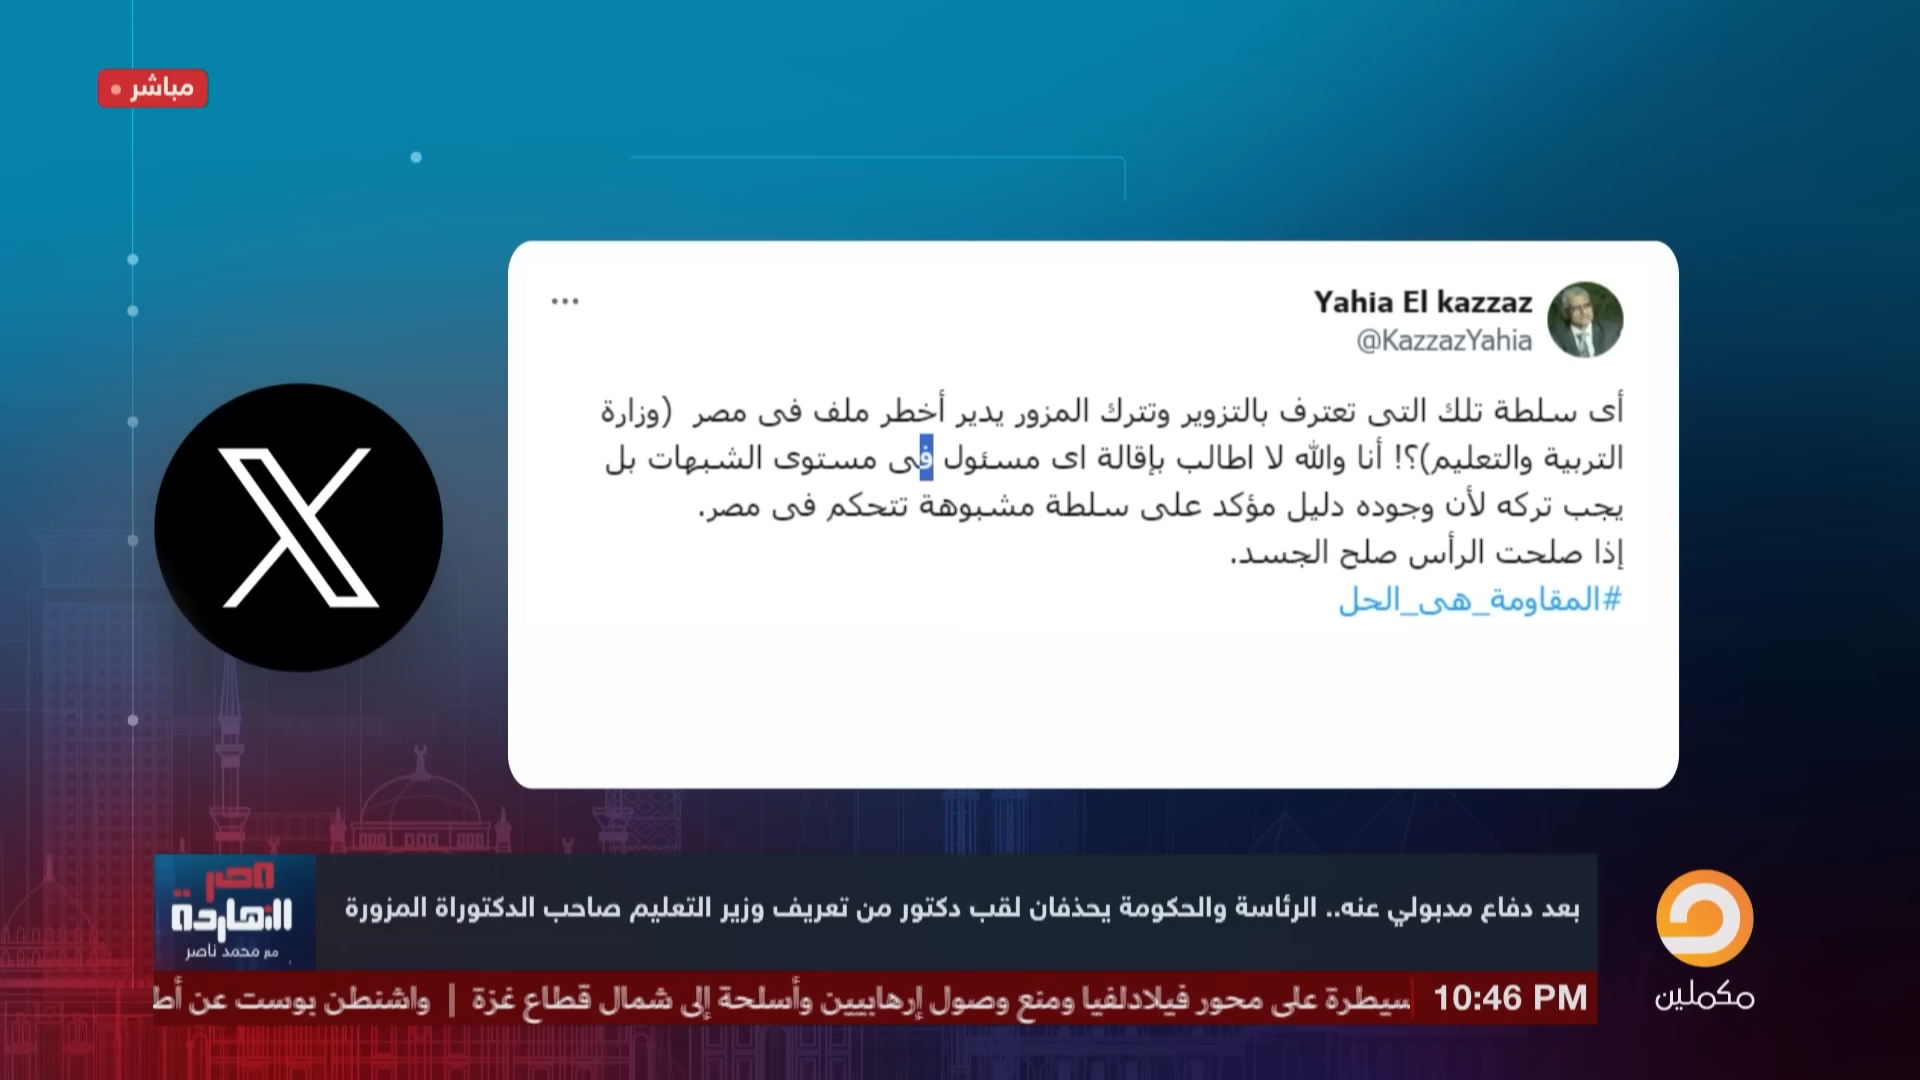 مباشر
Yahia El kazzaz
@KazzazYahia
أى سلطة تلك التى تعترف بالتزوير وتترك المزور يدير أخطر ملف فى مصر (وزارة
التربية والتعليم)؟! أنا والله لا اطالب بإقالة اى مسئول فى مستوى الشبهات بل
يجب تركه لأن وجوده دليل مؤكد على سلطة مشبوهة تتحكم فى مصر.
إذا صلحت الرأس صلح الجسد.
#المقاومة_هى_الحل
مصر
النهاردة
مع محمد ناصر
بعد دفاع مدبولي عنه.. الرئاسة والحكومة يحذفان لقب دكتور من تعريف وزير التعليم صاحب الدكتوراة المزورة
10:46 PM
سيطرة على محور فيلادلفيا ومنع وصول إرهابيين وأسلحة إلى شمال قطاع غزة | واشنطن بوست عن أط
مكملين